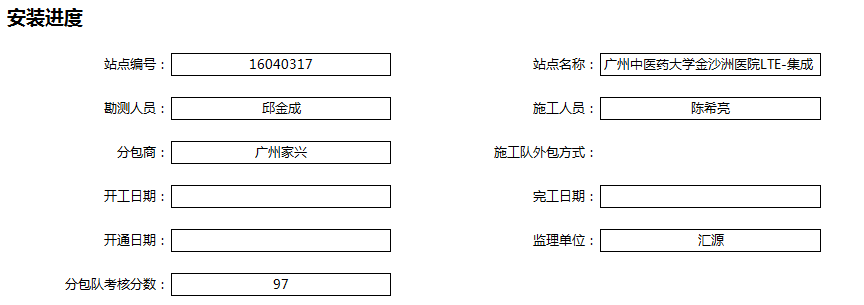 安装进度
站点编号： 16040317 站点名称： 广州中医药大学金沙洲医院LTE-集成
勘测人员： 邱金成 施工人员： 陈希亮
分包商： 广州家兴 施工队外包方式：
开工日期： 完工日期：
开通日期： 监理单位： 汇源
分包队考核分数： 97